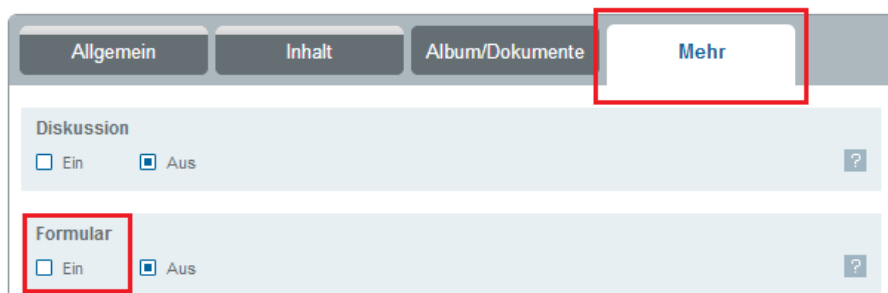 Allgemein Inhalt Album/Dokumente Mehr
Diskussion
Ein Aus ?
Formular
Ein Aus ?